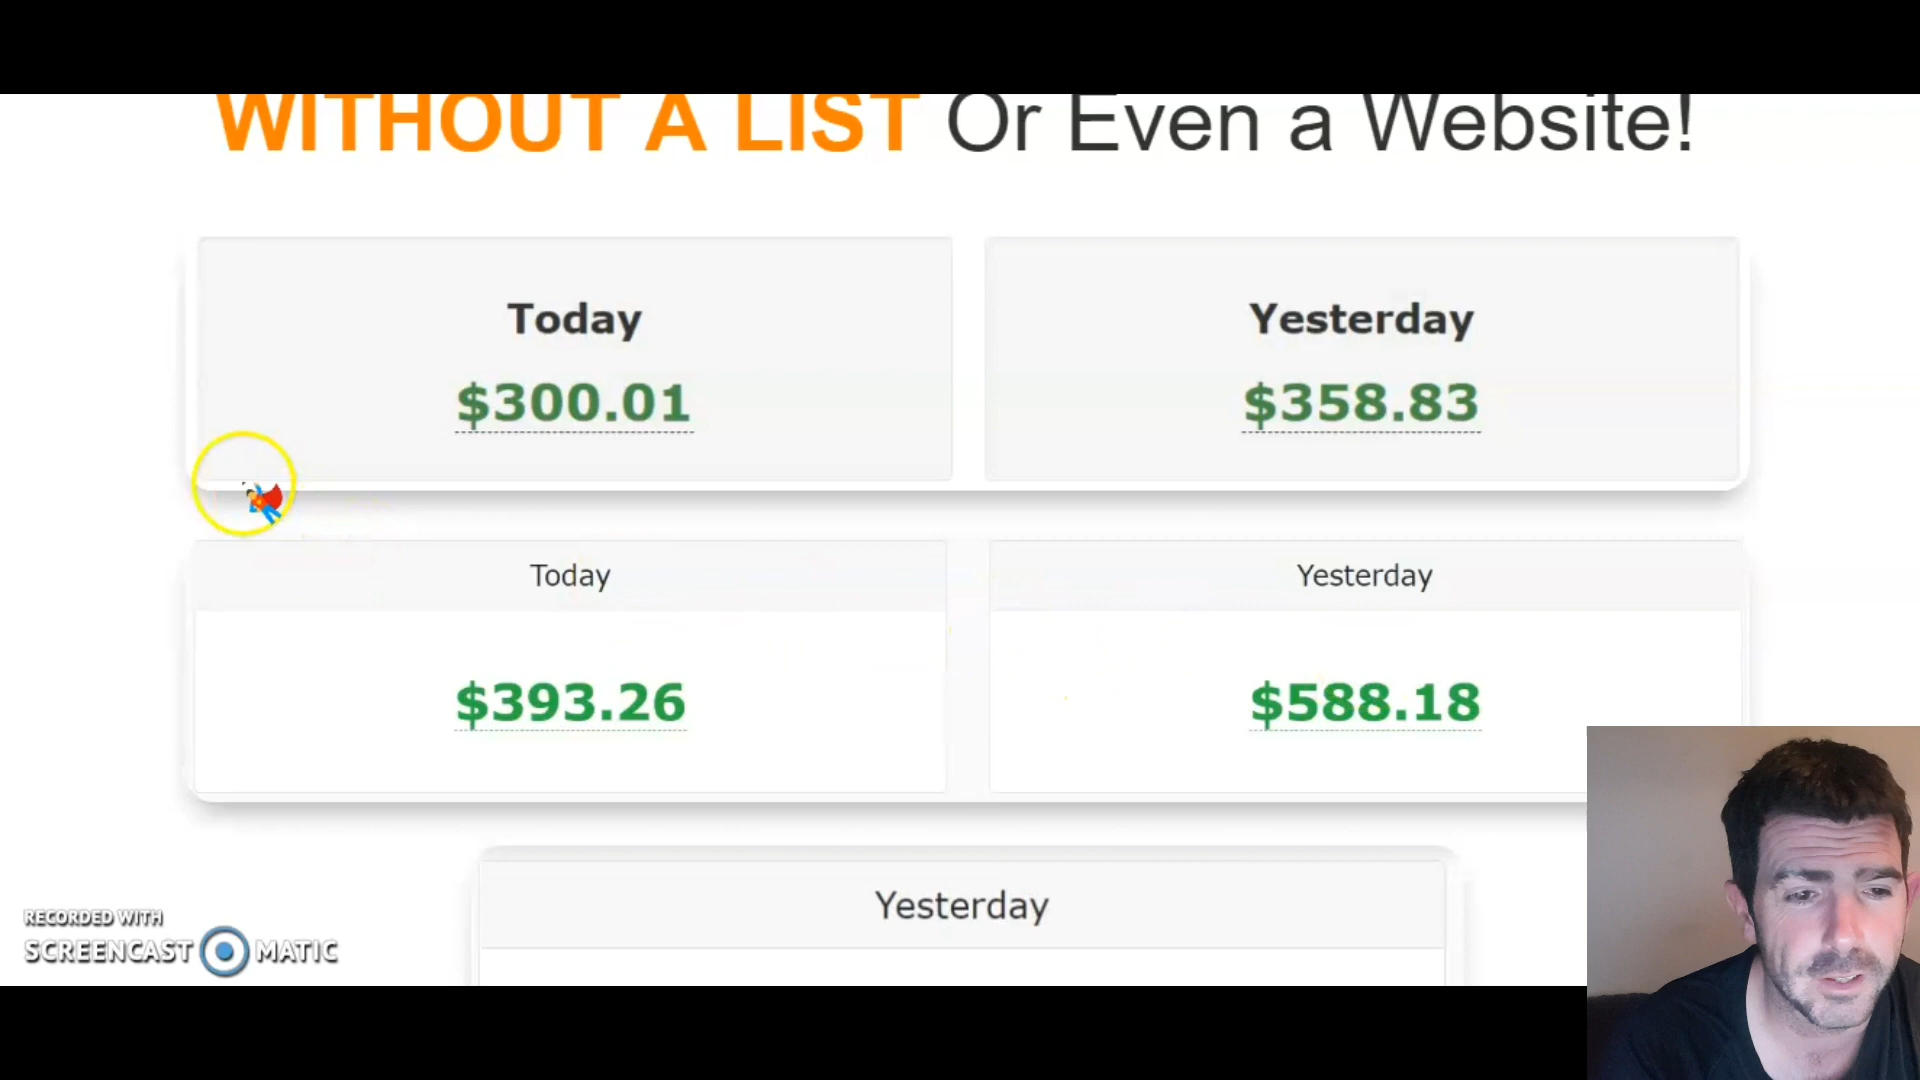 WITHOUT A LIST Or Even a Website!
Today
Yesterday
$300.01
$358.83
Today
Yesterday
$393.26
$588.18
Yesterday
RECORDED WITH
SCREENCAST MATIC